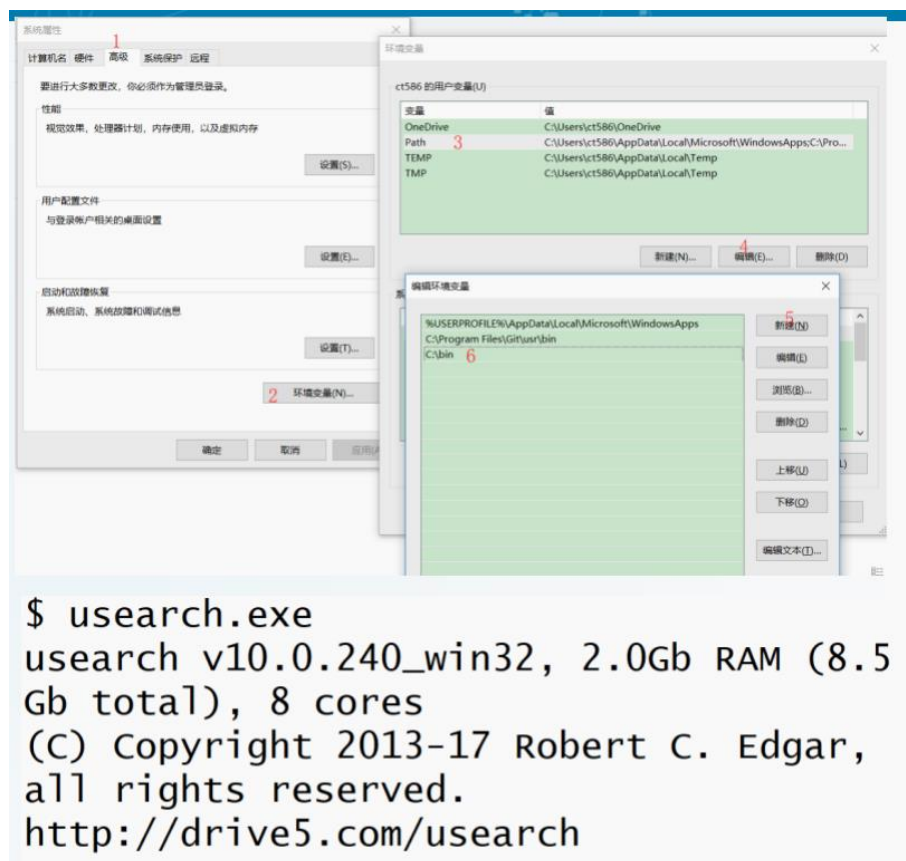 系统属性
1
计算机名 硬件 高级 系统保护 远程
要进行大多数更改，你必须作为管理员登录。
性能
视觉效果，处理器计划，内存使用，以及虚拟内存
设置(S)...
用户配置文件
与登录帐户相关的桌面设置
设置(E)...
启动和故障恢复
系统启动、系统故障和调试信息
设置(T)...
2 环境变量(N)...
确定 取消
环境变量
ct586 的用户变量(U)
变量 值
OneDrive C:\Users\ct586\OneDrive
Path 3 C:\Users\ct586\AppData\Local\Microsoft\WindowsApps;C:\Pro...
TEMP C:\Users\ct586\AppData\Local\Temp
TMP C:\Users\ct586\AppData\Local\Temp
4
新建(N)... 编辑(E)... 删除(D)
编辑环境变量
%USERPROFILE%\AppData\Local\Microsoft\WindowsApps
C:\Program Files\Git\usr\bin
C:\bin 6
5
新建(N)
编辑(E)
浏览(B)...
删除(D)
上移(U)
下移(O)
编辑文本(T)...
$ usearch.exe
usearch v10.0.240_win32, 2.0Gb RAM (8.5
Gb total), 8 cores
(C) Copyright 2013-17 Robert C. Edgar,
all rights reserved.
http://drive5.com/usearch